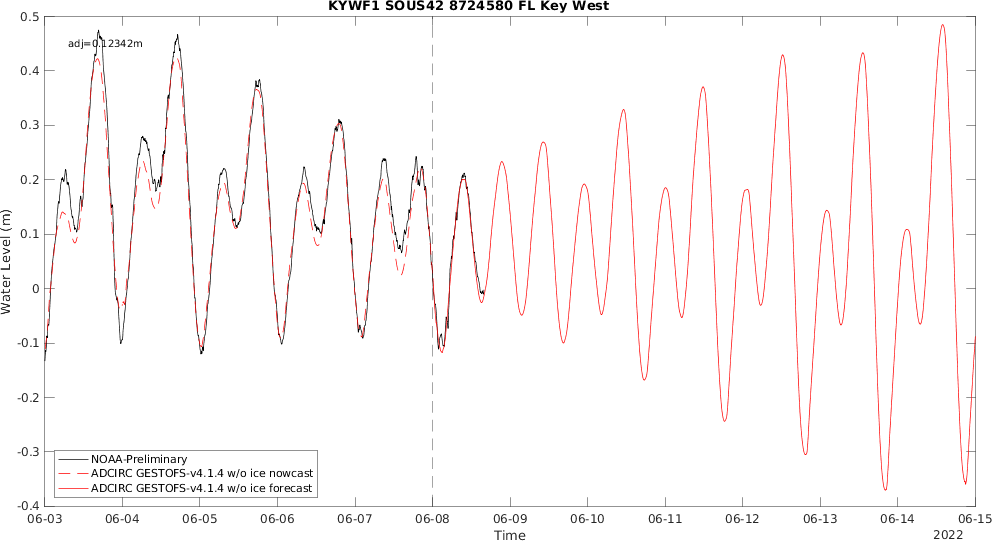 KYWF1 SOUS42 8724580 FL Key West
adj=0.12342m
0.5
0.4
0.3
0.2
0.1
0
-0.1
-0.2
-0.3
-0.4
Water Level (m)
NOAA-Preliminary
ADCIRC GESTOFS-v4.1.4 w/o ice nowcast
ADCIRC GESTOFS-v4.1.4 w/o ice forecast
06-03 06-04 06-05 06-06 06-07 06-08 06-09 06-10 06-11 06-12 06-13 06-14 06-15
Time
2022